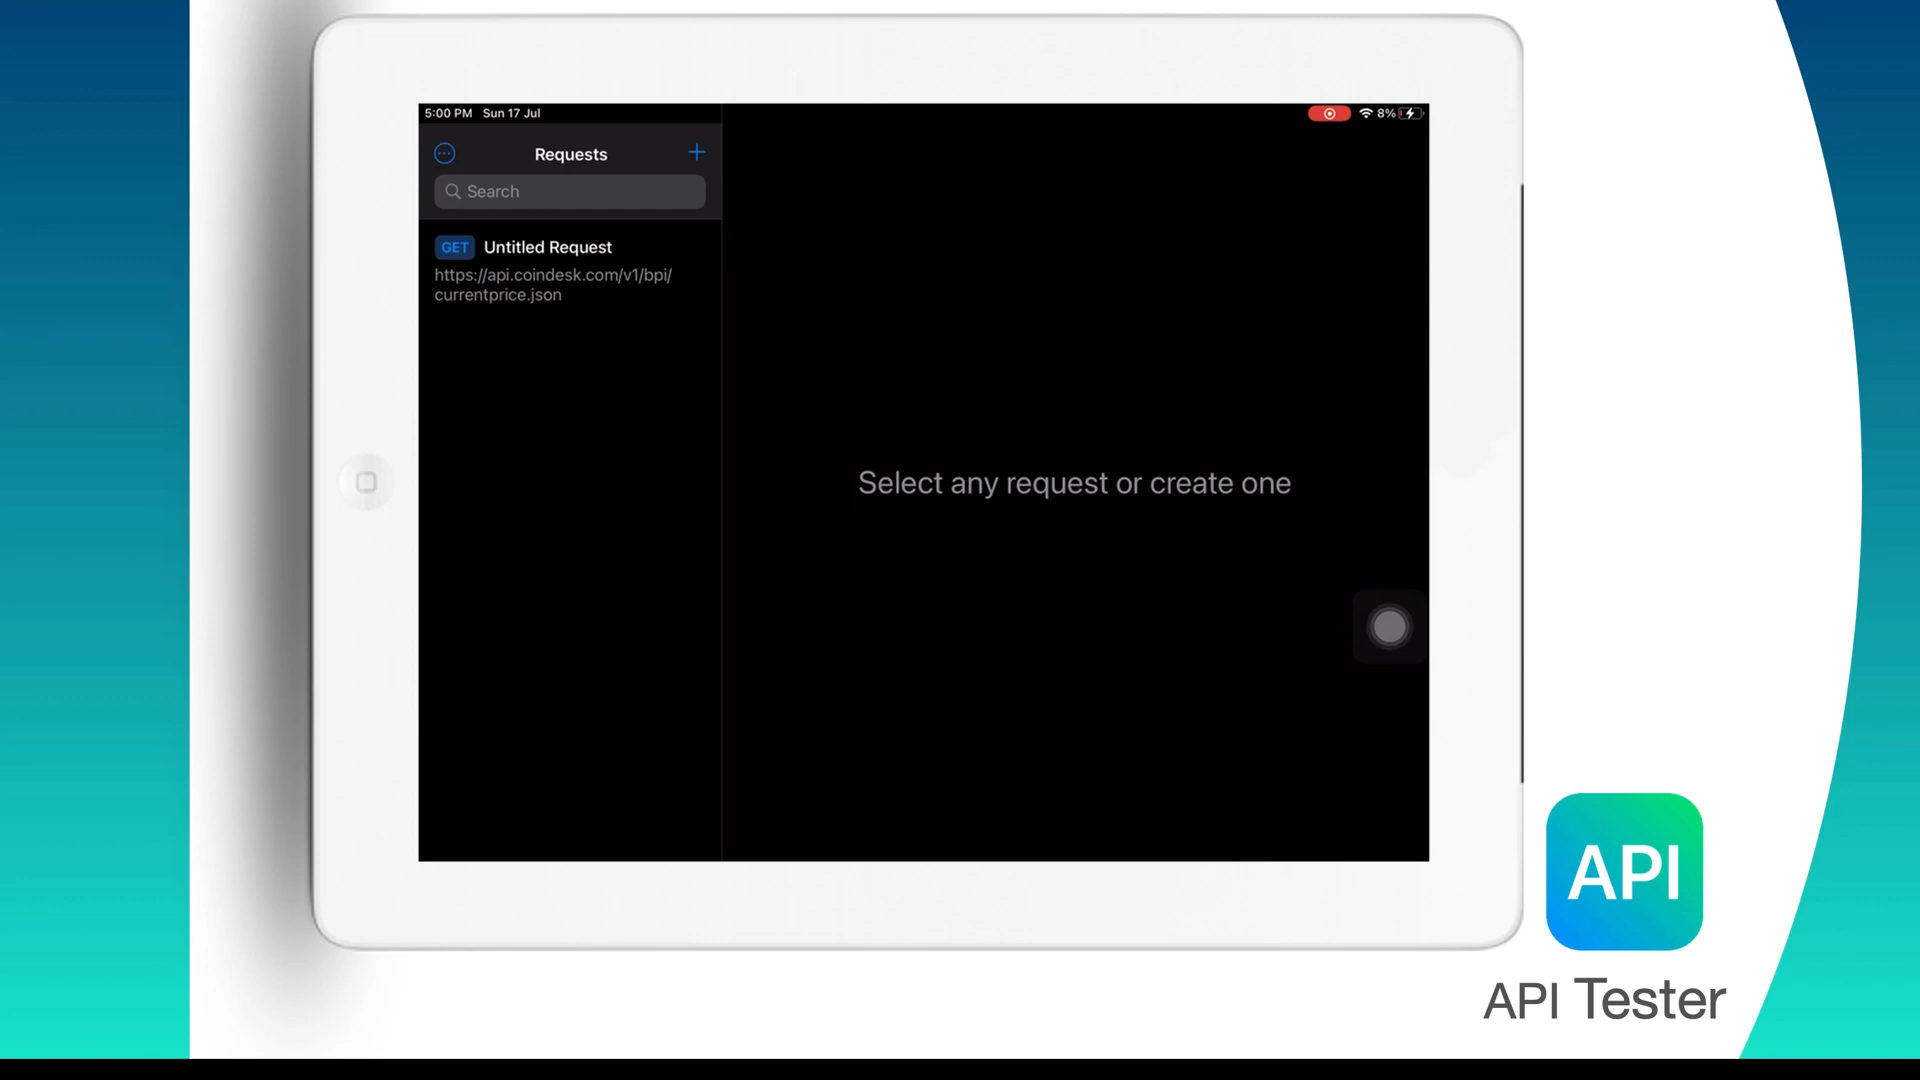 5:00 PM Sun 17 Jul
8%
Requests
Search
GET Untitled Request
https://api.coindesk.com/v1/bpi/
currentprice.json
Select any request or create one
API
API Tester